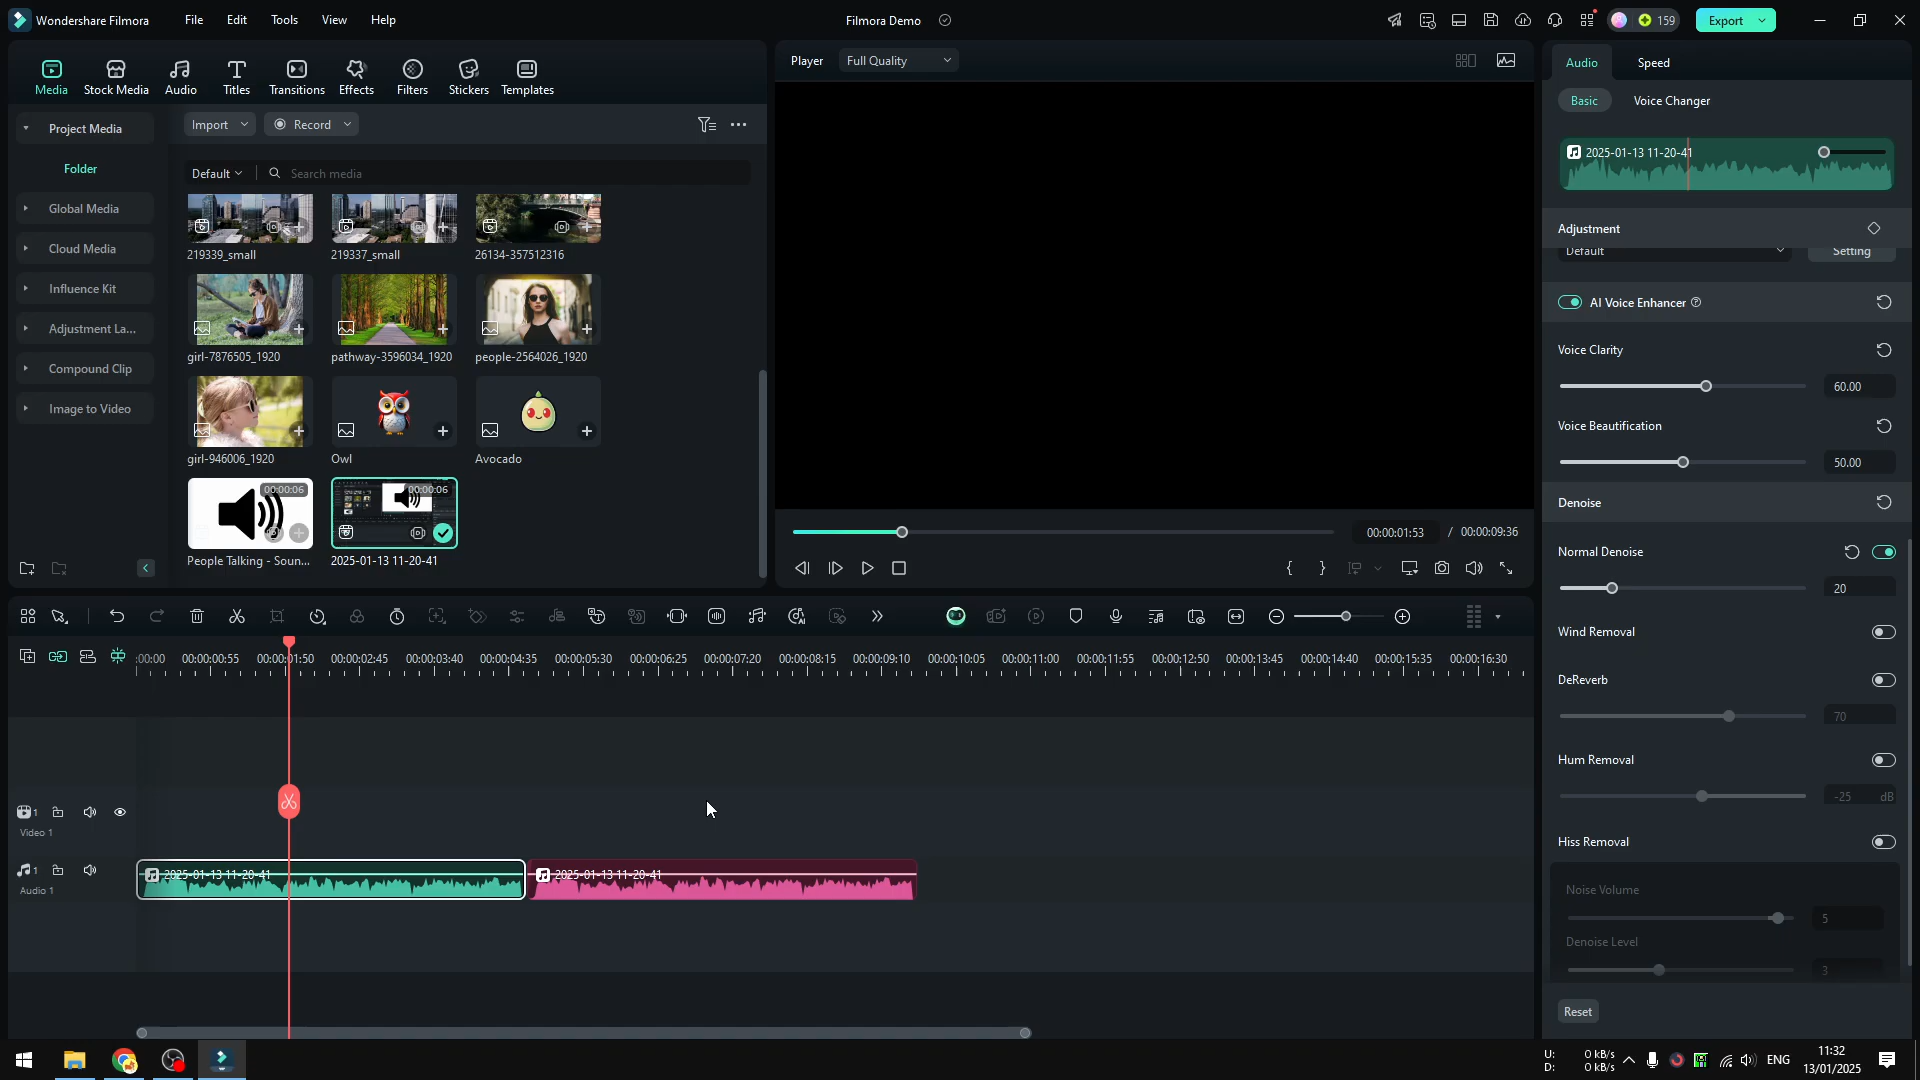 Wondershare Filmora
File
Edit
Tools
View
Help
Filmora Demo
159
Export
Media
Stock Media
Audio
Titles
Transitions
Effects
Filters
Stickers
Templates
Player
Full Quality
Audio
Speed
Basic
Voice Changer
Project Media
Folder
Global Media
Cloud Media
Influence Kit
Adjustment La...
Compound Clip
Image to Video
Import
Record
Default
Search media
219339_small
219337_small
26134-357512316
girl-7876505_1920
pathway-3596034_1920
people-2564026_1920
girl-946006_1920
Owl
Avocado
00:00:06
00:00:06
People Talking - Soun...
2025-01-13 11-20-41
00:00:01:53
/
00:00:09:36
2025-01-13 11-20-41
Adjustment
Default
Setting
AI Voice Enhancer
Voice Clarity
60.00
Voice Beautification
50.00
Denoise
Normal Denoise
20
Wind Removal
DeReverb
70
Hum Removal
-25 dB
Hiss Removal
Noise Volume
5
Denoise Level
3
Reset
:00:00
00:00:00:55
00:00:01:50
00:00:02:45
00:00:03:40
00:00:04:35
00:00:05:30
00:00:06:25
00:00:07:20
00:00:08:15
00:00:09:10
00:00:10:05
00:00:11:00
00:00:11:55
00:00:12:50
00:00:13:45
00:00:14:40
00:00:15:35
00:00:16:30
1
Video 1
1
Audio 1
2025-01-13 11-20-41
2025-01-13 11-20-41
U: 0 kB/s
D: 0 kB/s
ENG
11:32
13/01/2025